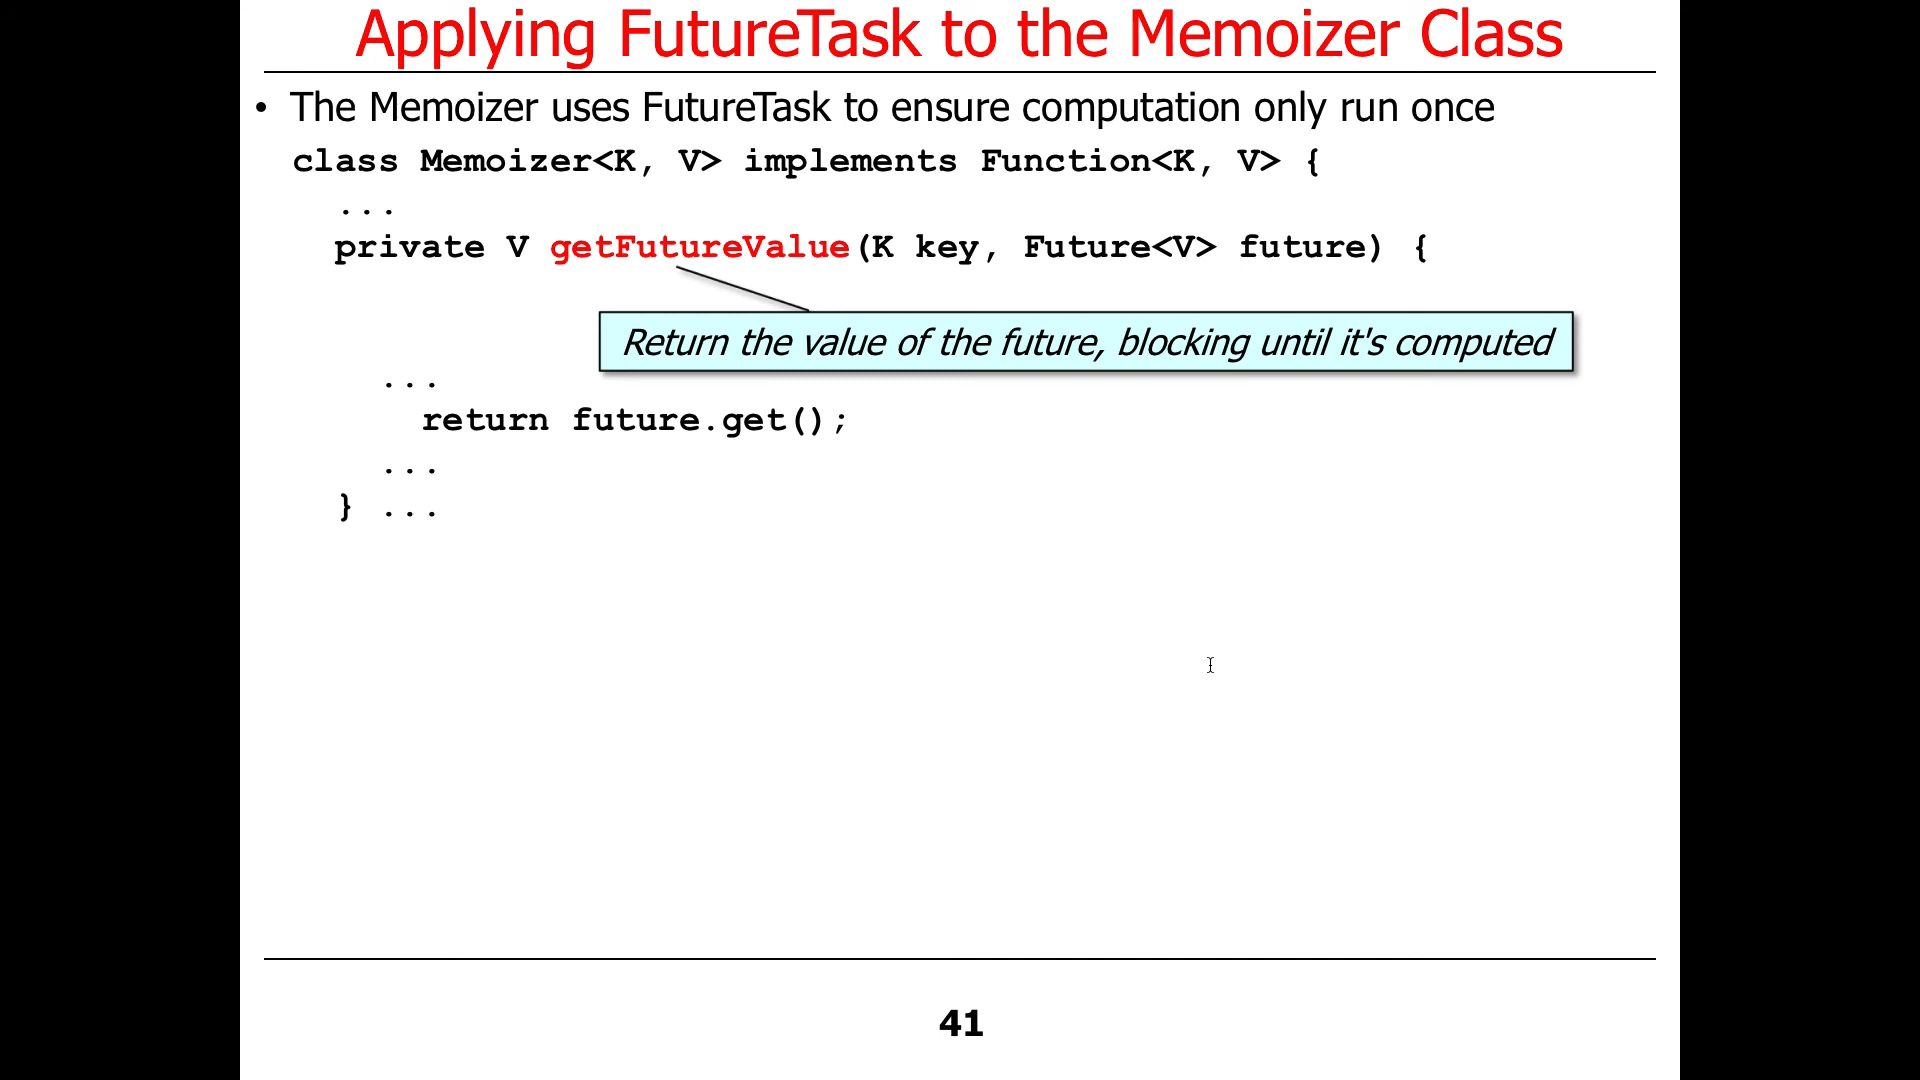 Applying FutureTask to the Memoizer Class
• The Memoizer uses FutureTask to ensure computation only run once
class Memoizer<K, V> implements Function<K, V> {
...
private V getFutureValue(K key, Future<V> future) {
Return the value of the future, blocking until it's computed
...
return future.get();
...
} ...
41